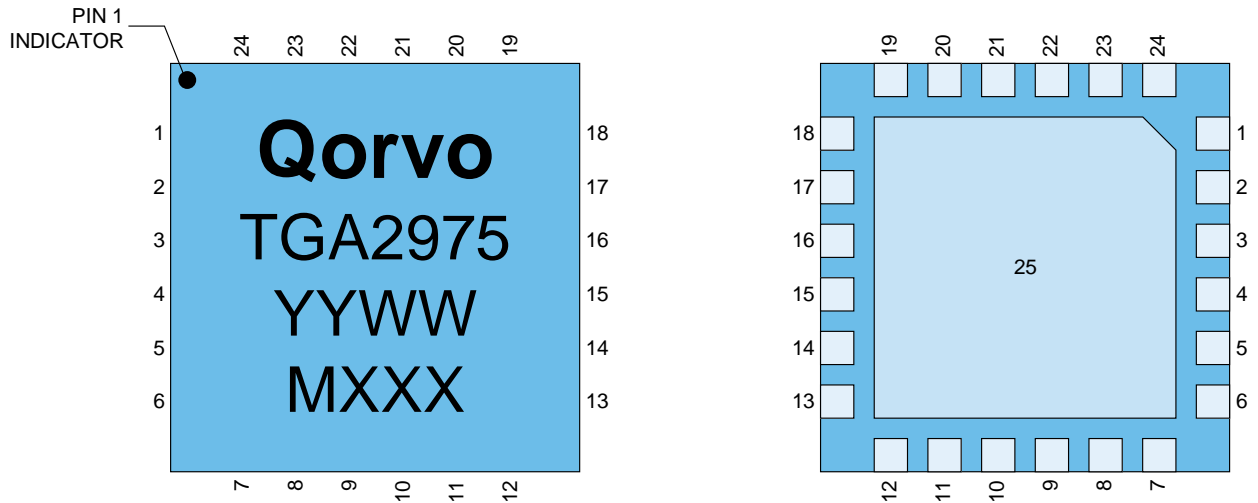 PIN 1
INDICATOR
24 23 22 21 20 19
1 18
2 17
3 16
4 15
5 14
6 13
Qorvo
TGA2975
YYWW
MXXX
7 8 9 10 11 12
19 20 21 22 23 24
18 1
17 2
16 3
15 4
14 5
13 6
25
12 11 10 9 8 7